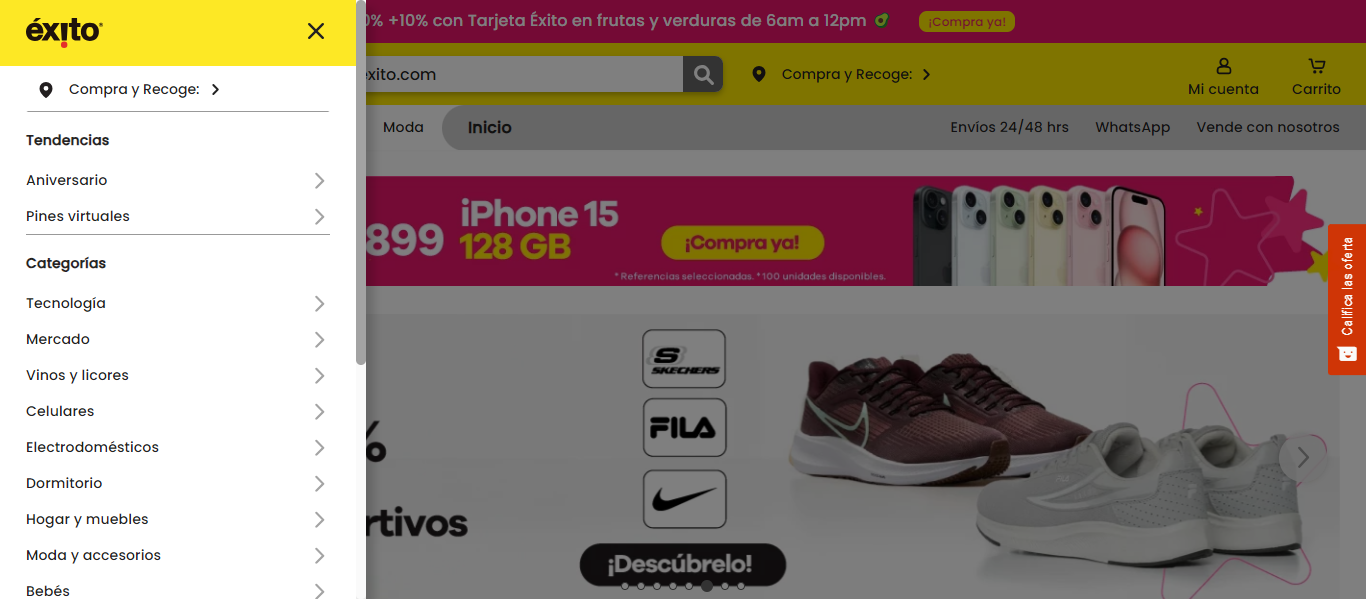 éxito
0% +10% con Tarjeta Éxito en frutas y verduras de 6am a 12pm
¡Compra ya!
Compra y Recoge:
éxito.com
Compra y Recoge:
Mi cuenta
Carrito
Moda
Inicio
Envíos 24/48 hrs
WhatsApp
Vende con nosotros
Tendencias
Aniversario
Pines virtuales
Categorías
Tecnología
Mercado
Vinos y licores
Celulares
Electrodomésticos
Dormitorio
Hogar y muebles
Moda y accesorios
Bebés
899
iPhone 15
128 GB
¡Compra ya!
*Referencias seleccionadas. *100 unidades disponibles.
Califica las oferta
SKECHERS
FILA
%
rtivos
¡Descúbrelo!